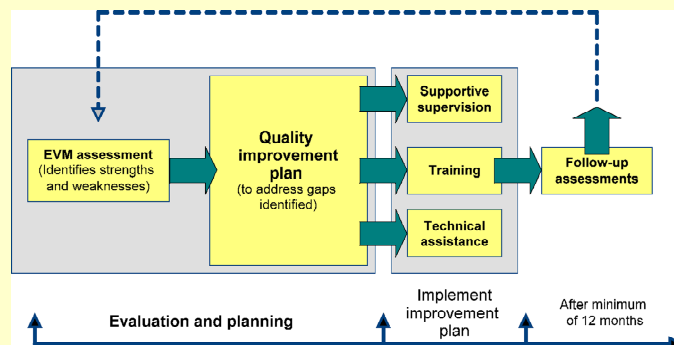 EVM assessment
(Identifies strengths
and weaknesses)
Quality
improvement
plan
(to address gaps
identified)
Supportive
supervision
Training
Technical
assistance
Follow-up
assessments
Evaluation and planning
Implement
improvement
plan
After minimum
of 12 months